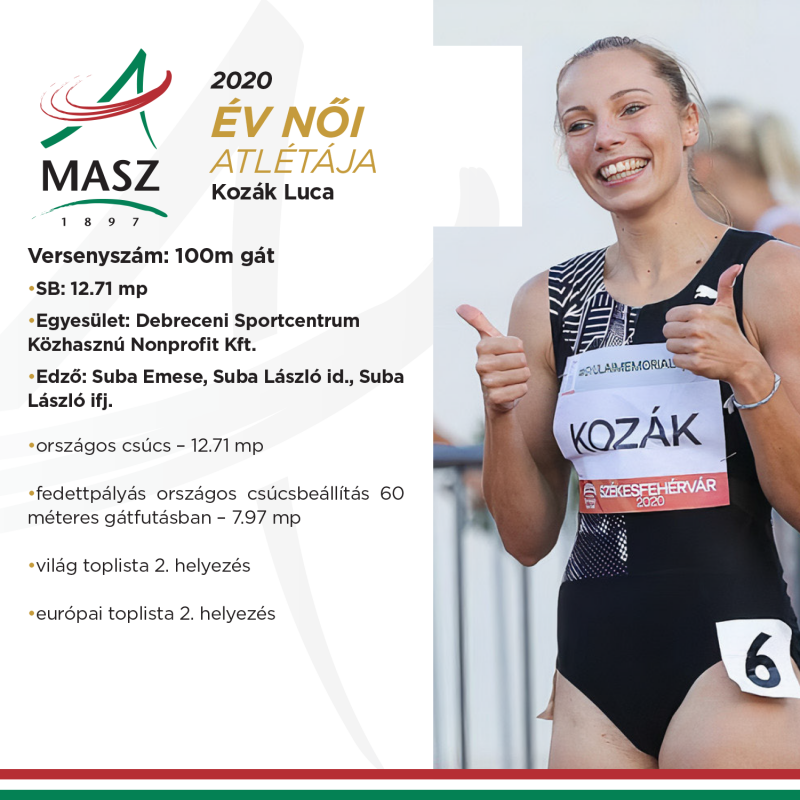 MASZ
1897
2020
ÉV NŐI
ATLÉTÁJA
Kozák Luca
Versenyszám: 100m gát
•SB: 12.71 mp
•Egyesület: Debreceni Sportcentrum
Közhasznú Nonprofit Kft.
•Edző: Suba Emese, Suba László id., Suba
László ifj.
•országos csúcs – 12.71 mp
•fedettpályás országos csúcsbeállítás 60
méteres gátfutásban – 7.97 mp
•világ toplista 2. helyezés
•európai toplista 2. helyezés
KOZÁK
SZÉKESFEHÉRVÁR
2020
6